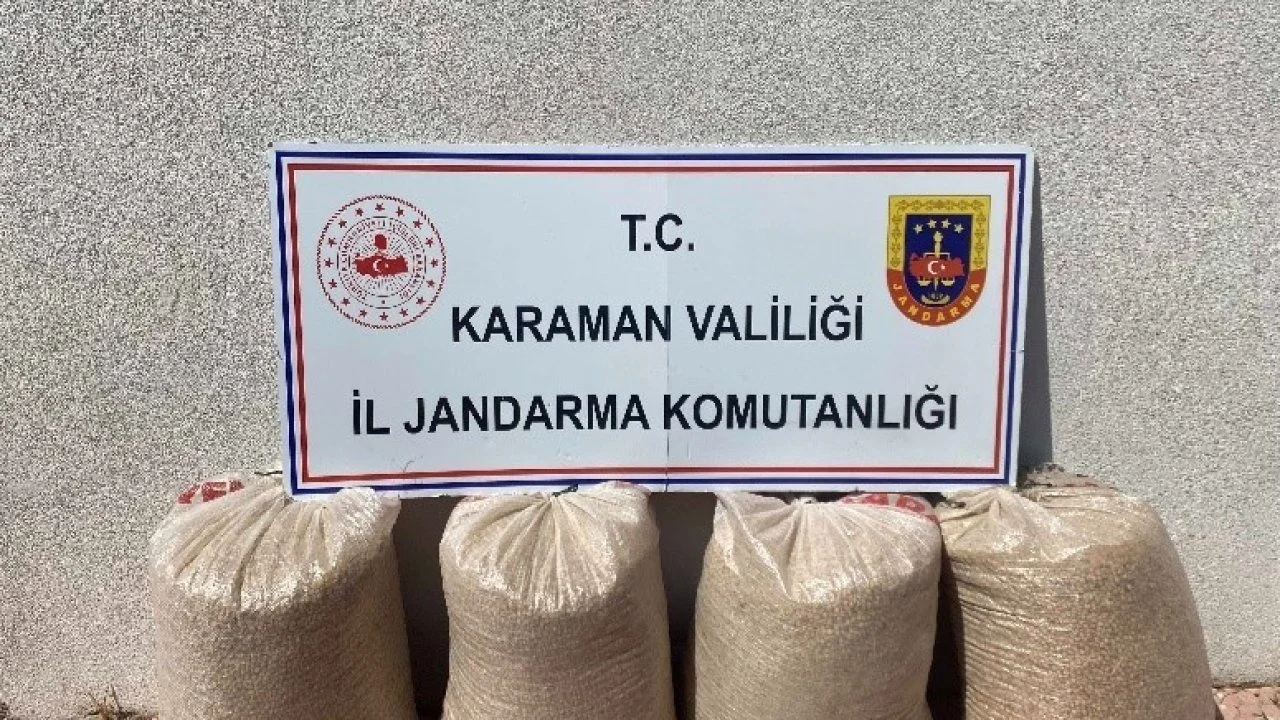 T.C.
KARAMAN VALİLİĞİ
İL JANDARMA KOMUTANLIĞI
JANDARMA